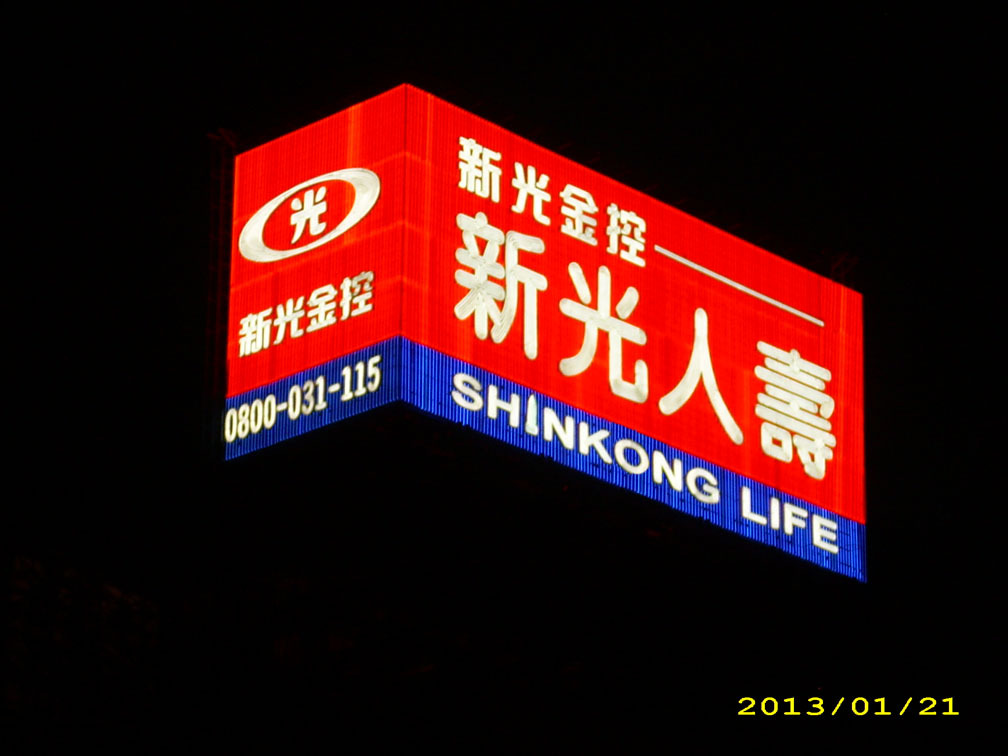 光
新光金控
0800-031-115
新光金控
新光人壽
SHINKONG LIFE
2013/01/21